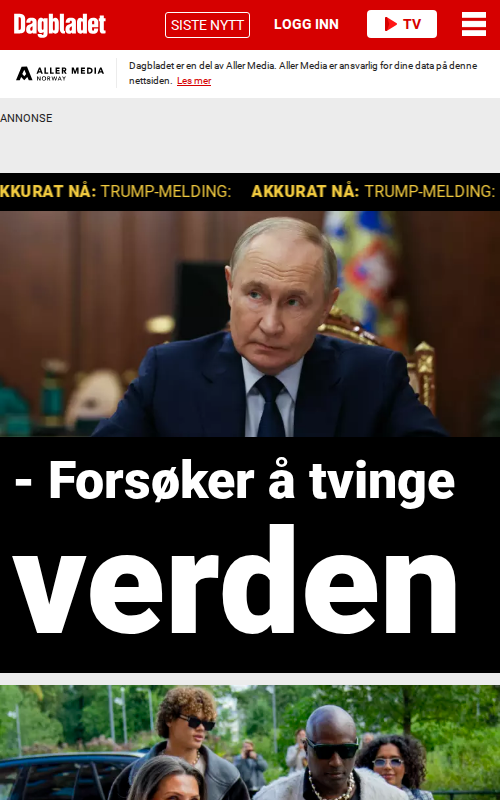 Dagbladet
SISTE NYTT
LOGG INN
TV
ALLER MEDIA
NORWAY
Dagbladet er en del av Aller Media. Aller Media er ansvarlig for dine data på denne
nettsiden. Les mer
ANNONSE
KKURAT NÅ: TRUMP-MELDING: AKKURAT NÅ: TRUMP-MELDING:
- Forsøker å tvinge
verden